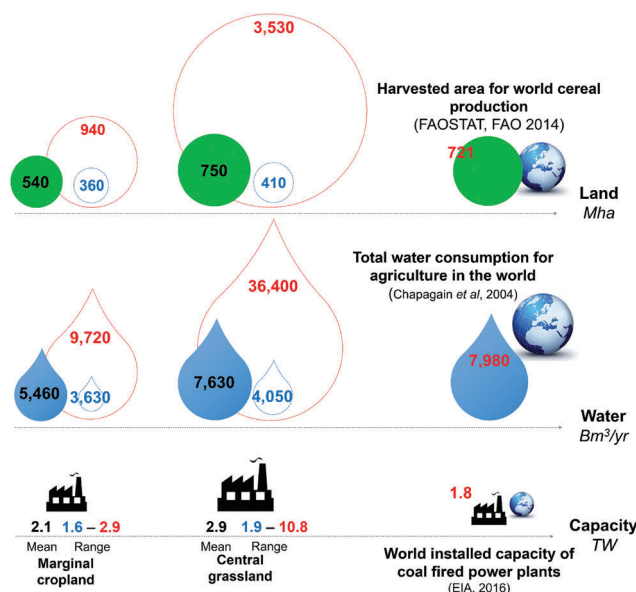 3,530
Harvested area for world cereal
production
(FAOSTAT, FAO 2014)
940
540
360
750
410
721
Land
Mha
Total water consumption for
agriculture in the world
(Chapagain et al, 2004)
36,400
9,720
5,460
3,630
7,630
4,050
7,980
Water
Bm³/yr
1.8
2.1 1.6 – 2.9
Mean Range
Marginal
cropland
2.9 1.9 – 10.8
Mean Range
Central
grassland
Capacity
TW
World installed capacity of
coal fired power plants
(EIA, 2016)